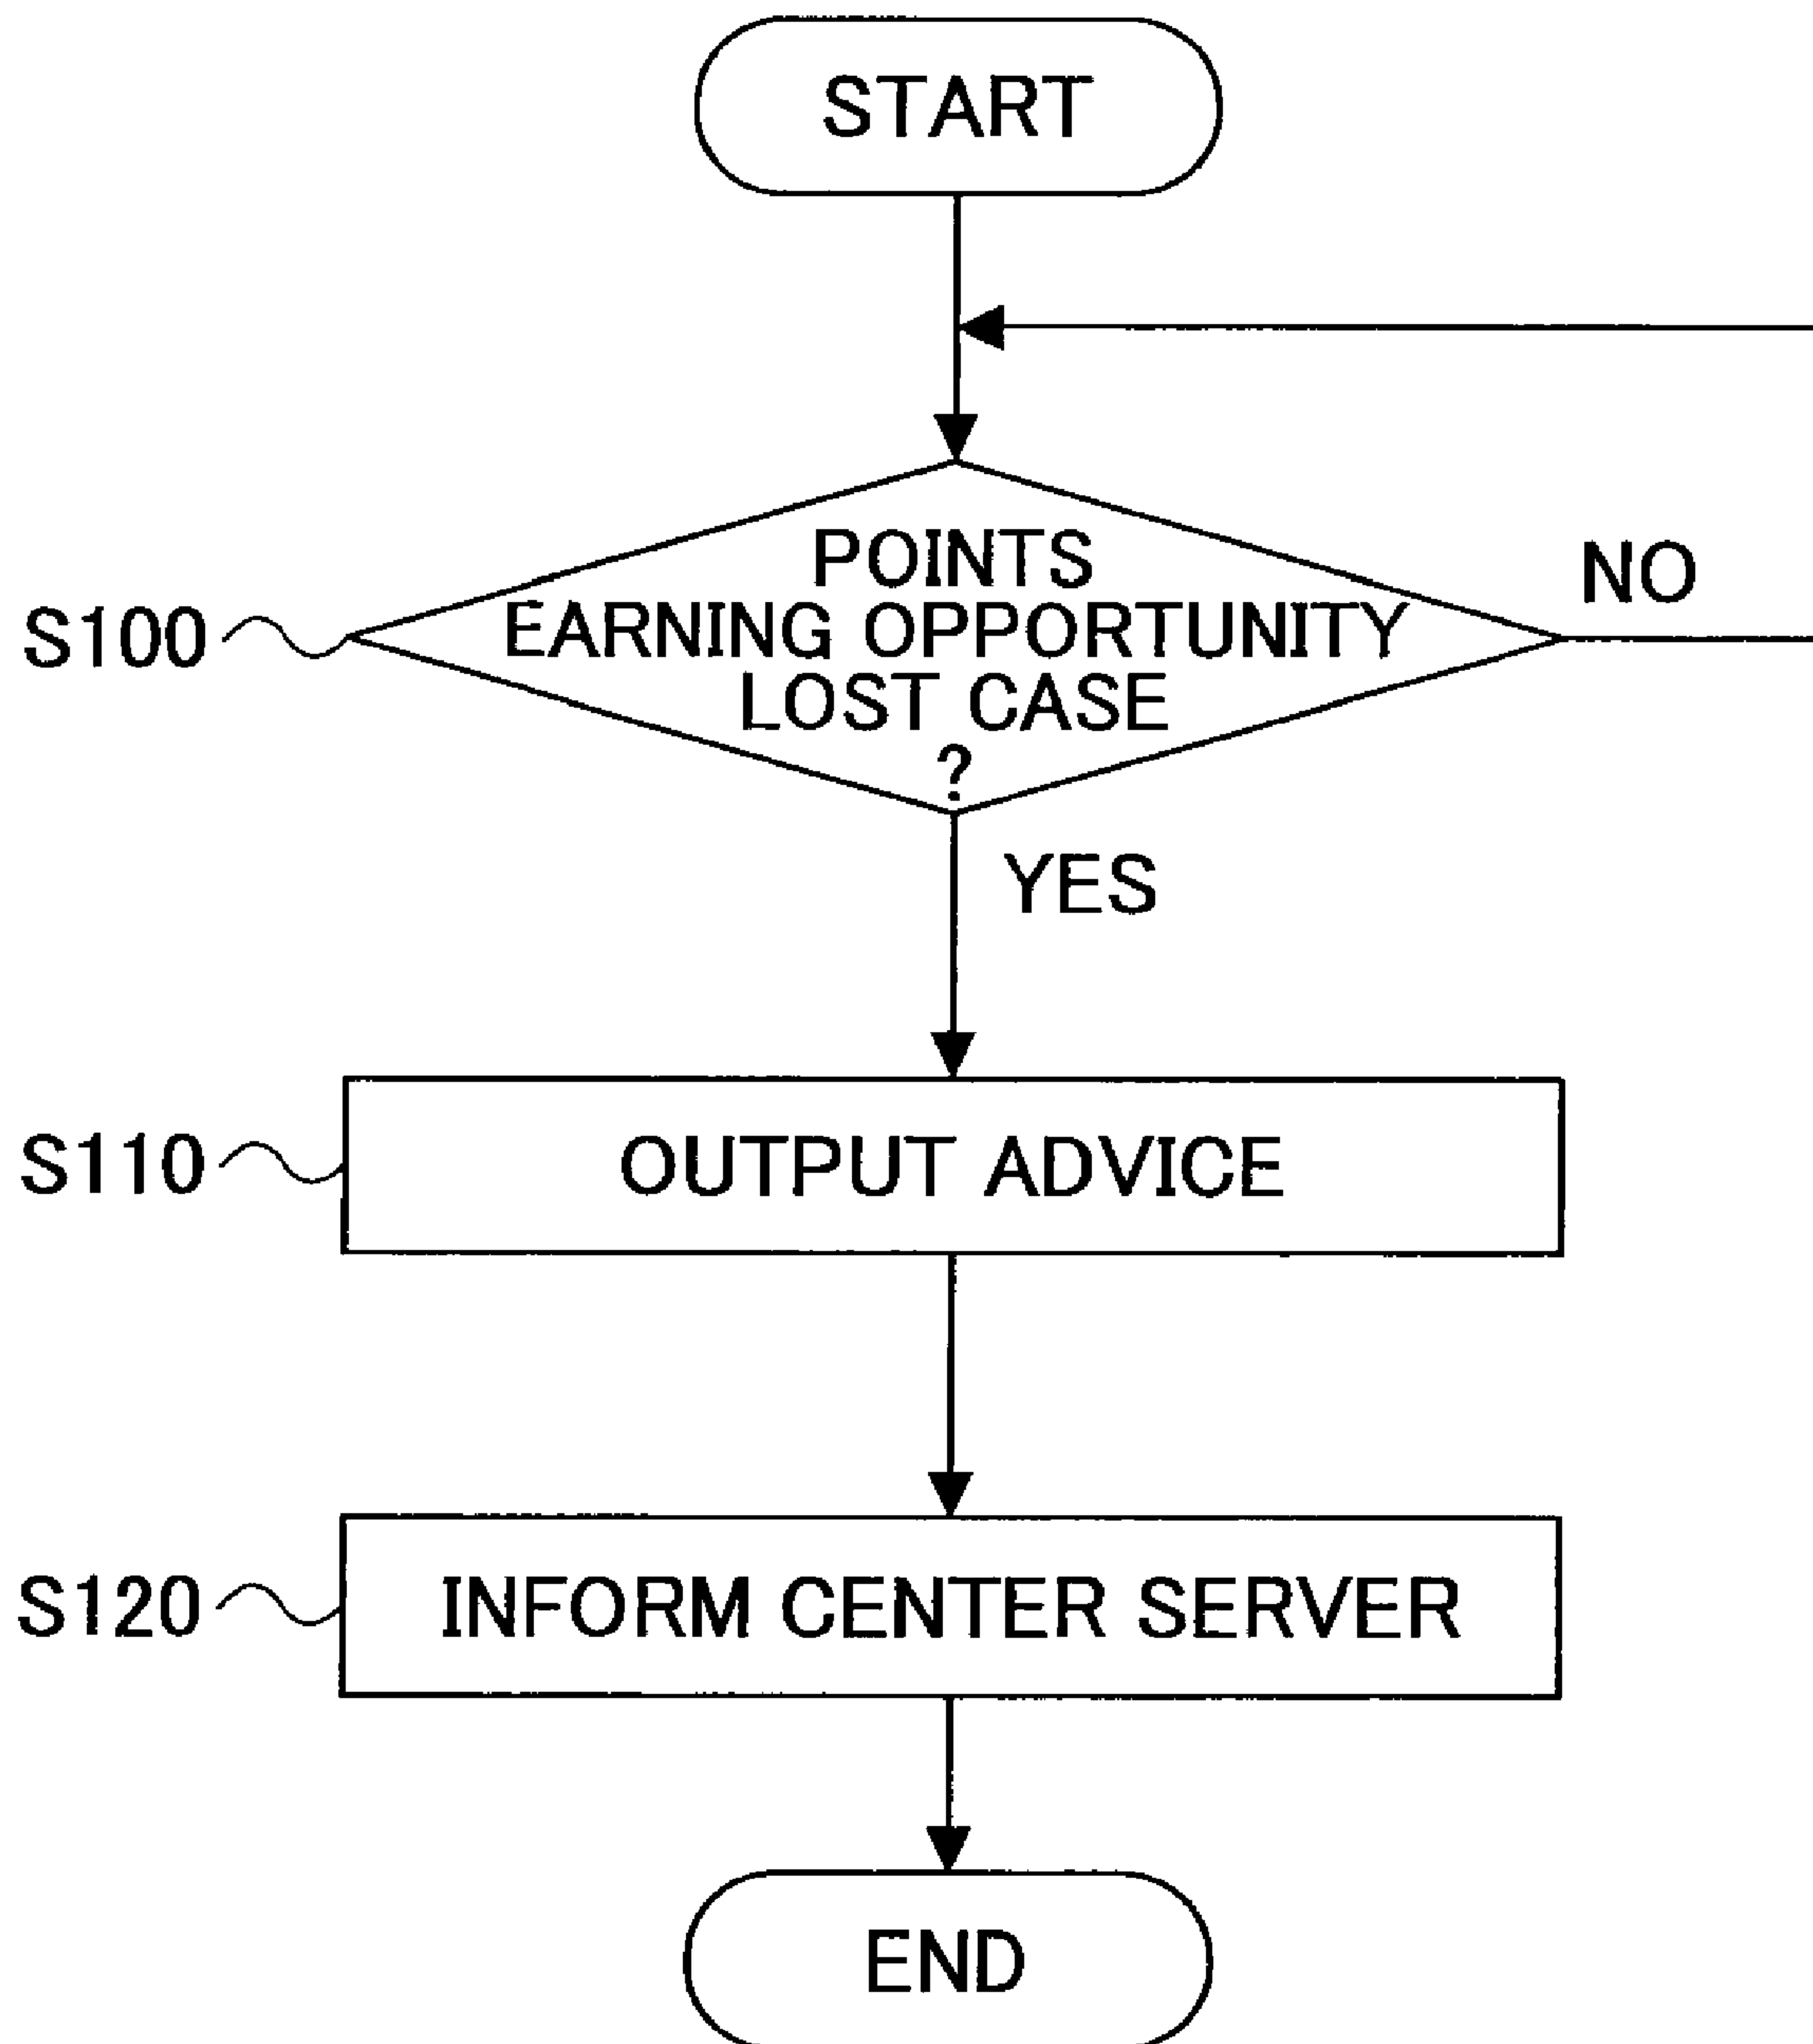 START
POINTS
EARNING OPPORTUNITY
LOST CASE
?
NO
S100
YES
S110
OUTPUT ADVICE
S120
INFORM CENTER SERVER
END